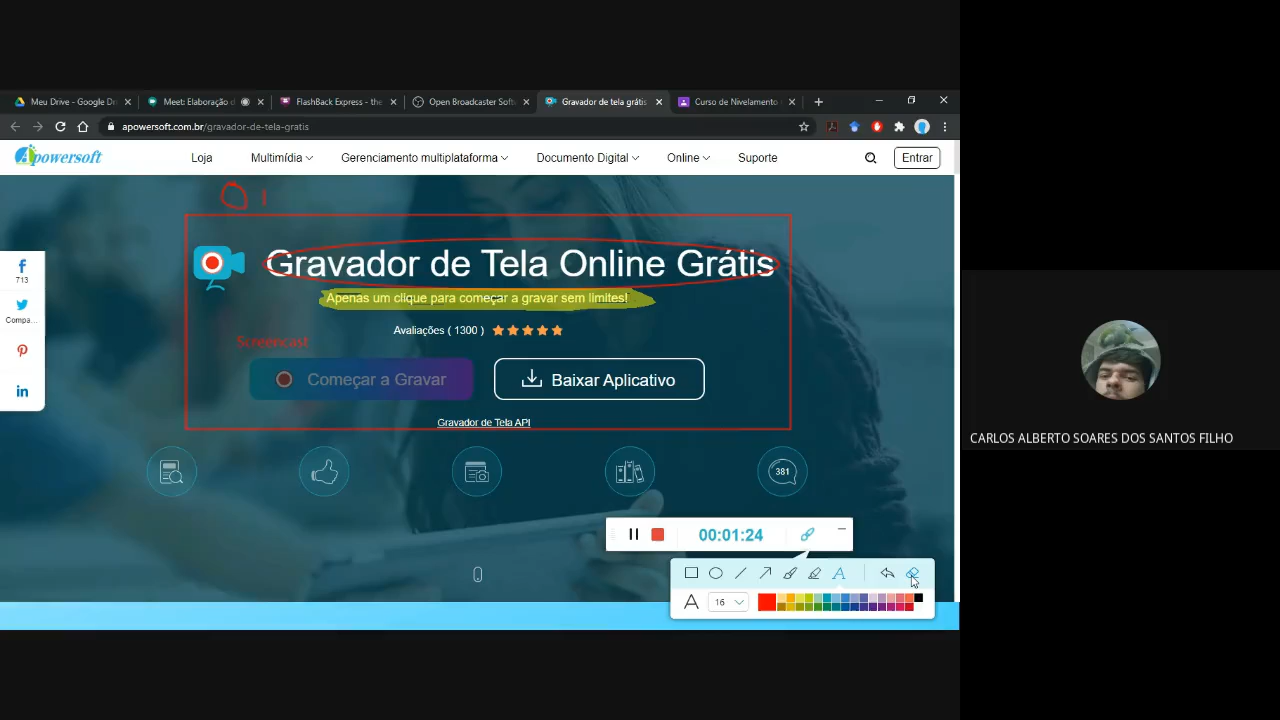 Meu Drive - Google Dr
Meet: Elaboração d
FlashBack Express - the
Open Broadcaster Soft
Gravador de tela grátis
Curso de Nivelamento
apowersoft.com.br/gravador-de-tela-gratis
Apowersoft
Loja
Multimídia
Gerenciamento multiplataforma
Documento Digital
Online
Suporte
Entrar
1
Gravador de Tela Online Grátis
Apenas um clique para começar a gravar sem limites!
713
Compa...
Avaliações ( 1300 )
Screencast
Começar a Gravar
Baixar Aplicativo
Gravador de Tela API
381
00:01:24
A
A
16
CARLOS ALBERTO SOARES DOS SANTOS FILHO